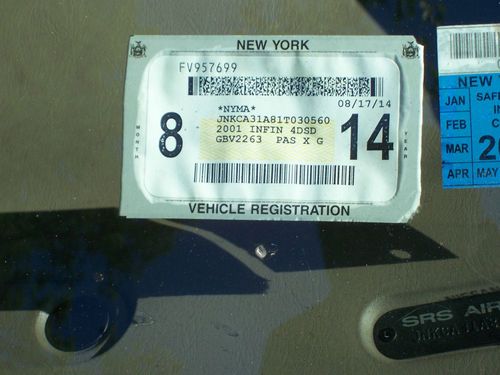 NEW YORK
FV957699
*NYMA* 08/17/14
JNKCA31A81T030560
2001 INFIN 4DSD
GBV2263 PAS X G
MONTH
8
14
YEAR
VEHICLE REGISTRATION
NEW
JAN
FEB
MAR
APR MAY
SRS AIR